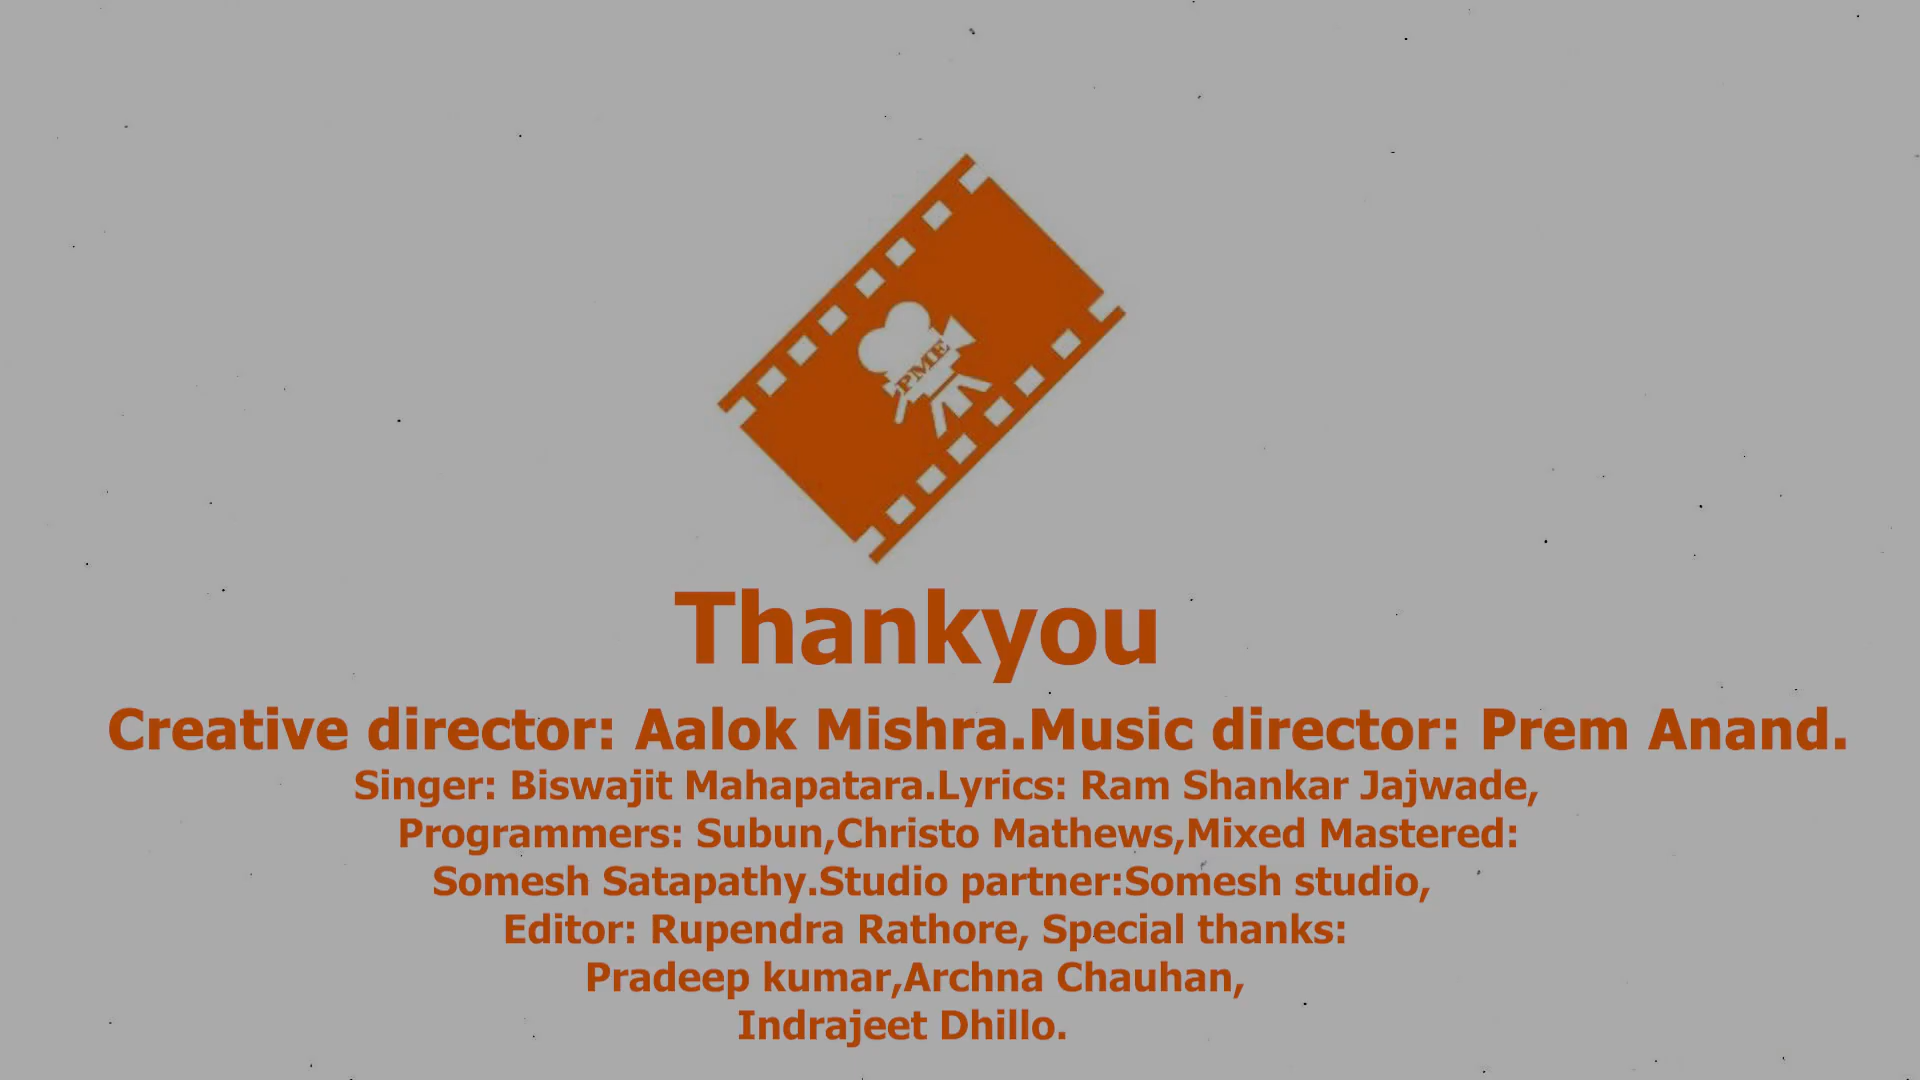 PME
Thankyou
Creative director: Aalok Mishra.Music director: Prem Anand.
Singer: Biswajit Mahapatara.Lyrics: Ram Shankar Jajwade,
Programmers: Subun,Christo Mathews,Mixed Mastered:
Somesh Satapathy.Studio partner:Somesh studio,
Editor: Rupendra Rathore, Special thanks:
Pradeep kumar,Archna Chauhan,
Indrajeet Dhillo.